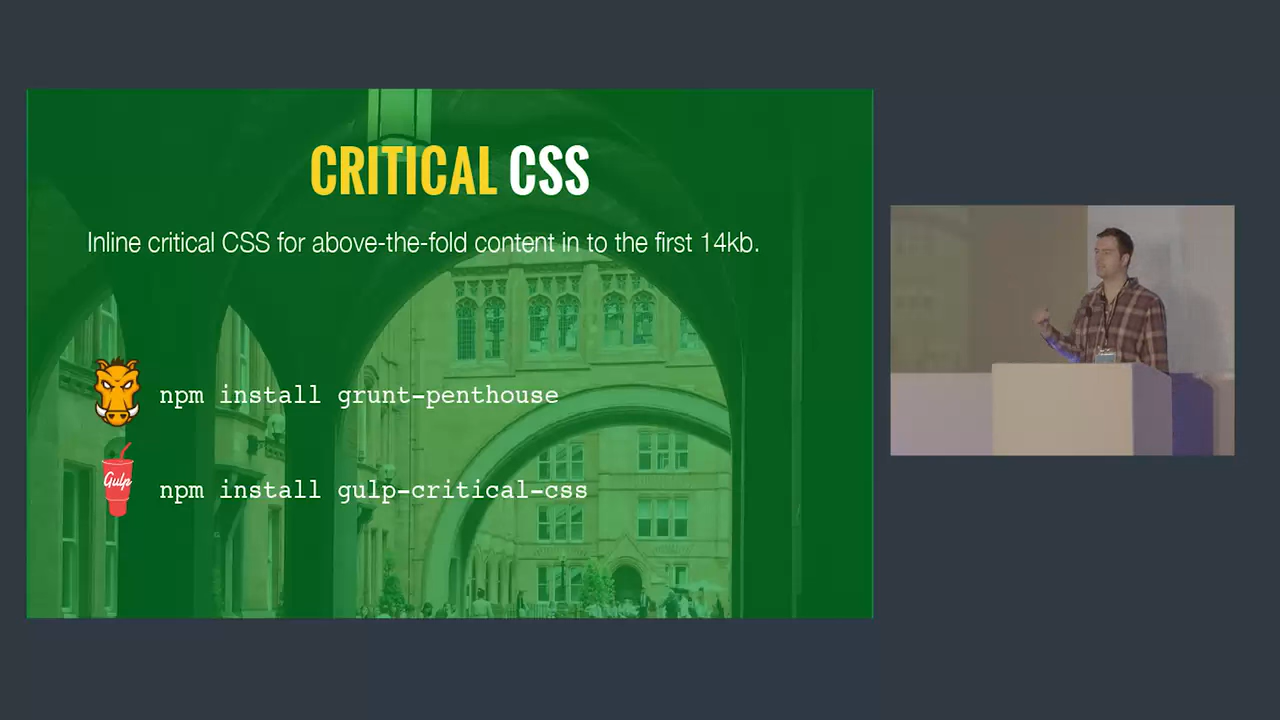 CRITICAL CSS
Inline critical CSS for above-the-fold content in to the first 14kb.
npm install grunt-penthouse
Gulp
npm install gulp-critical-css